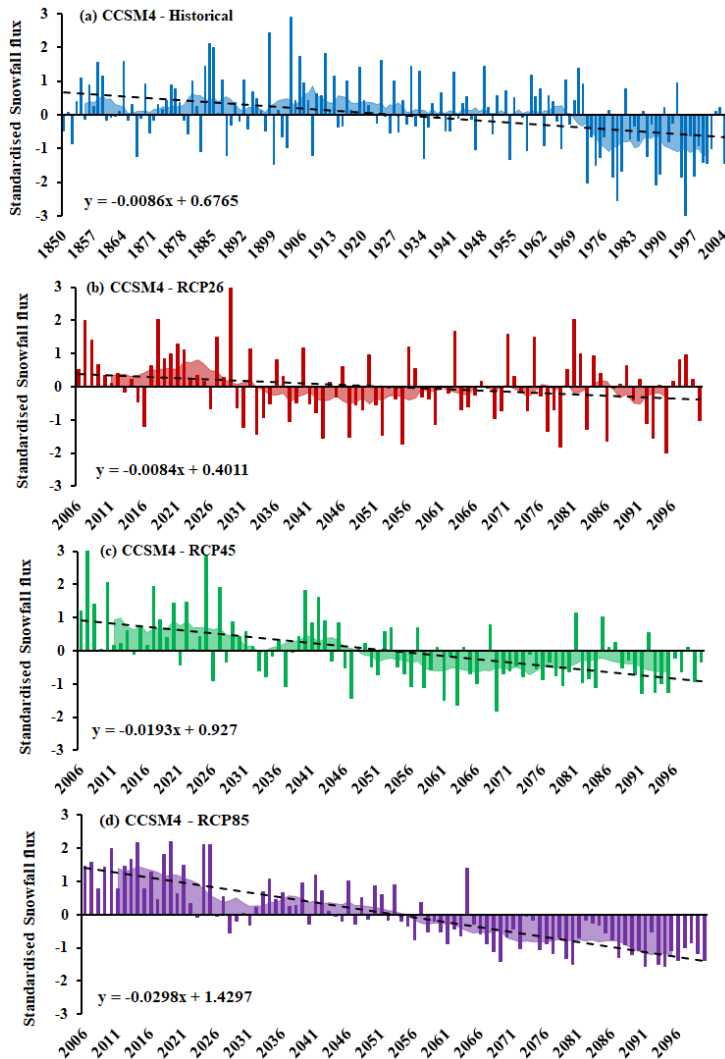 (a) CCSM4 - Historical
Standardised Snowfall flux
3
2
1
0
-1
-2
-3
y = -0.0086x + 0.6765
1850 1857 1864 1871 1878 1885 1892 1899 1906 1913 1920 1927 1934 1941 1948 1955 1962 1969 1976 1983 1990 1997 2004
(b) CCSM4 - RCP26
Standardised Snowfall flux
3
2
1
0
-1
-2
-3
y = -0.0084x + 0.4011
2006 2011 2016 2021 2026 2031 2036 2041 2046 2051 2056 2061 2066 2071 2076 2081 2086 2091 2096
(c) CCSM4 - RCP45
Standardised Snowfall flux
3
2
1
0
-1
-2
-3
y = -0.0193x + 0.927
2006 2011 2016 2021 2026 2031 2036 2041 2046 2051 2056 2061 2066 2071 2076 2081 2086 2091 2096
(d) CCSM4 - RCP85
Standardised Snowfall flux
3
2
1
0
-1
-2
-3
y = -0.0298x + 1.4297
2006 2011 2016 2021 2026 2031 2036 2041 2046 2051 2056 2061 2066 2071 2076 2081 2086 2091 2096